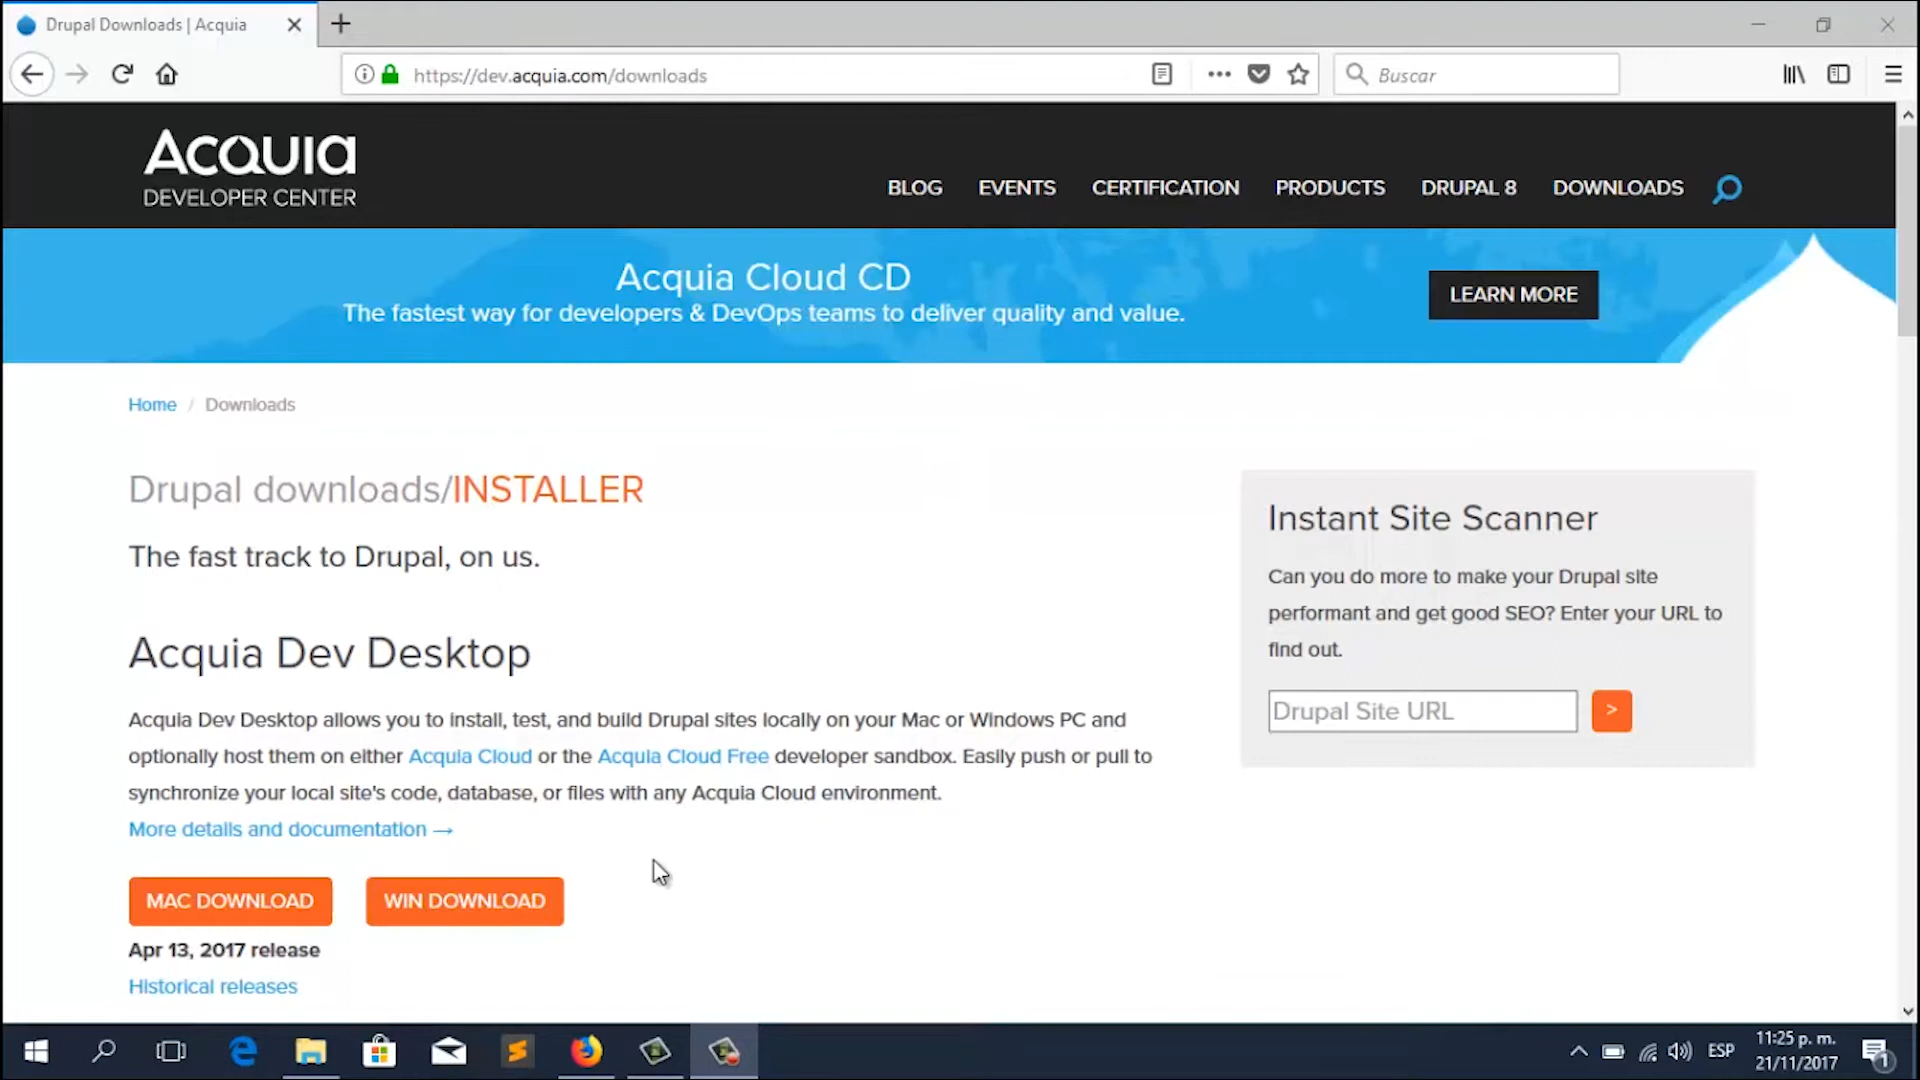 Drupal Downloads | Acquia
https://dev.acquia.com/downloads
Buscar
Acquia
DEVELOPER CENTER
BLOG EVENTS CERTIFICATION PRODUCTS DRUPAL 8 DOWNLOADS
Acquia Cloud CD
The fastest way for developers & DevOps teams to deliver quality and value.
LEARN MORE
Home / Downloads
Drupal downloads/INSTALLER
The fast track to Drupal, on us.
Acquia Dev Desktop
Acquia Dev Desktop allows you to install, test, and build Drupal sites locally on your Mac or Windows PC and
optionally host them on either Acquia Cloud or the Acquia Cloud Free developer sandbox. Easily push or pull to
synchronize your local site's code, database, or files with any Acquia Cloud environment.
More details and documentation →
MAC DOWNLOAD WIN DOWNLOAD
Apr 13, 2017 release
Historical releases
Instant Site Scanner
Can you do more to make your Drupal site
performant and get good SEO? Enter your URL to
find out.
Drupal Site URL >
ESP
11:25 p. m.
21/11/2017
1